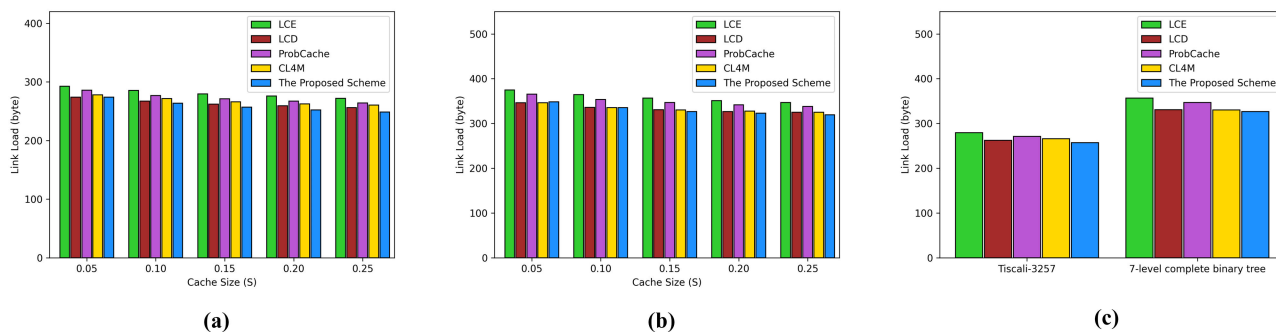 400
300
200
100
0
Link Load (byte)
0.05 0.10 0.15 0.20 0.25
Cache Size (S)
LCE
LCD
ProbCache
CL4M
The Proposed Scheme
(a)
500
400
300
200
100
0
Link Load (byte)
0.05 0.10 0.15 0.20 0.25
Cache Size (S)
LCE
LCD
ProbCache
CL4M
The Proposed Scheme
(b)
500
400
300
200
100
0
Link Load (byte)
Tiscali-3257 7-level complete binary tree
LCE
LCD
ProbCache
CL4M
The Proposed Scheme
(c)